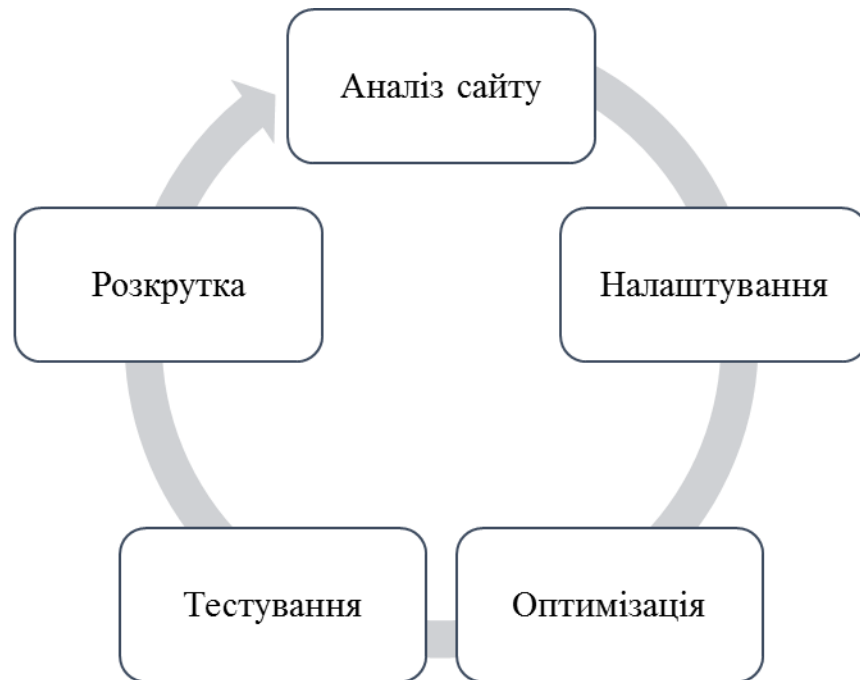 Аналіз сайту
Налаштування
Оптимізація
Тестування
Розкрутка